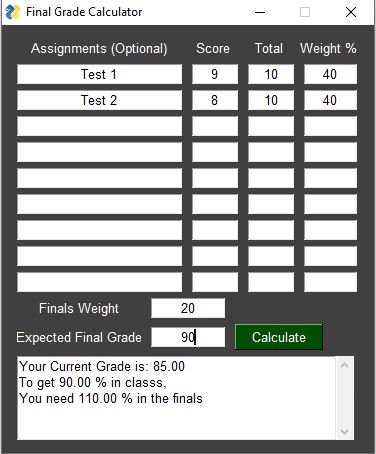 Final Grade Calculator
Assignments (Optional) Score Total Weight %
Test 1 9 10 40
Test 2 8 10 40
Finals Weight 20
Expected Final Grade 90 Calculate
Your Current Grade is: 85.00
To get 90.00 % in classs,
You need 110.00 % in the finals